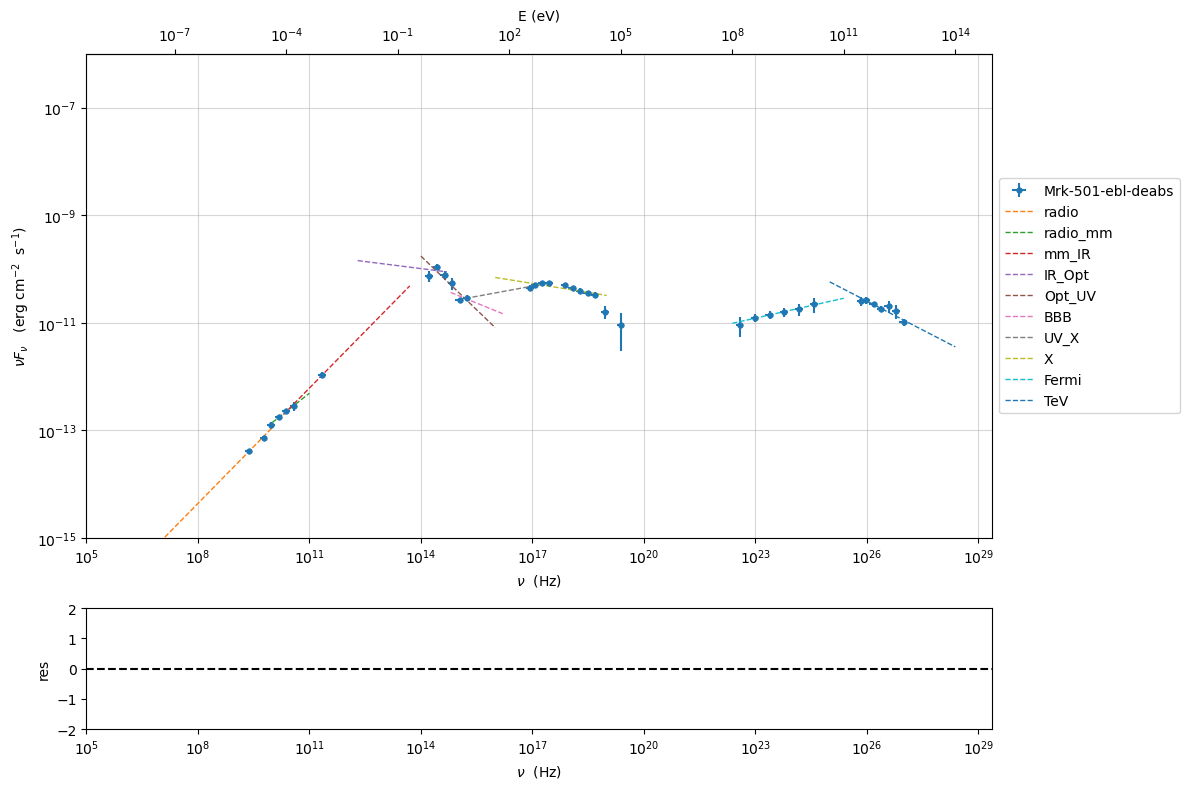 E (eV)
10^{-7} 10^{-4} 10^{-1} 10^{2} 10^{5} 10^{8} 10^{11} 10^{14}
10^{-7}
10^{-9}
10^{-11}
10^{-13}
10^{-15}
νF_ν (erg cm^{-2} s^{-1})
10^{5} 10^{8} 10^{11} 10^{14} 10^{17} 10^{20} 10^{23} 10^{26} 10^{29}
ν (Hz)
Mrk-501-ebl-deabs
radio
radio_mm
mm_IR
IR_Opt
Opt_UV
BBB
UV_X
X
Fermi
TeV
2
1
0
−1
−2
res
10^{5} 10^{8} 10^{11} 10^{14} 10^{17} 10^{20} 10^{23} 10^{26} 10^{29}
ν (Hz)